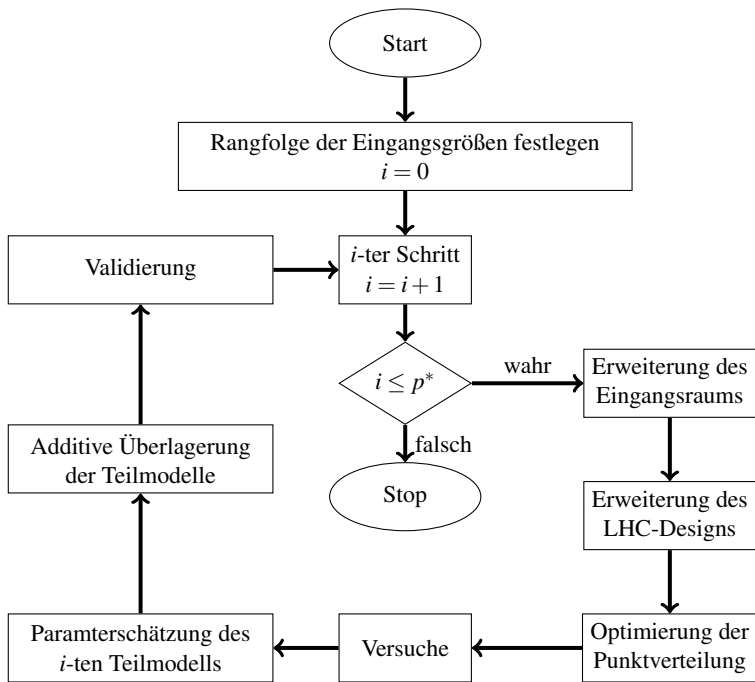 Start
Rangfolge der Eingangsgrößen festlegen
i = 0
Validierung
i-ter Schritt
i = i + 1
i ≤ p*
wahr
falsch
Erweiterung des
Eingangsraums
Additive Überlagerung
der Teilmodelle
Stop
Erweiterung des
LHC-Designs
Paramterschätzung des
i-ten Teilmodells
Versuche
Optimierung der
Punktverteilung